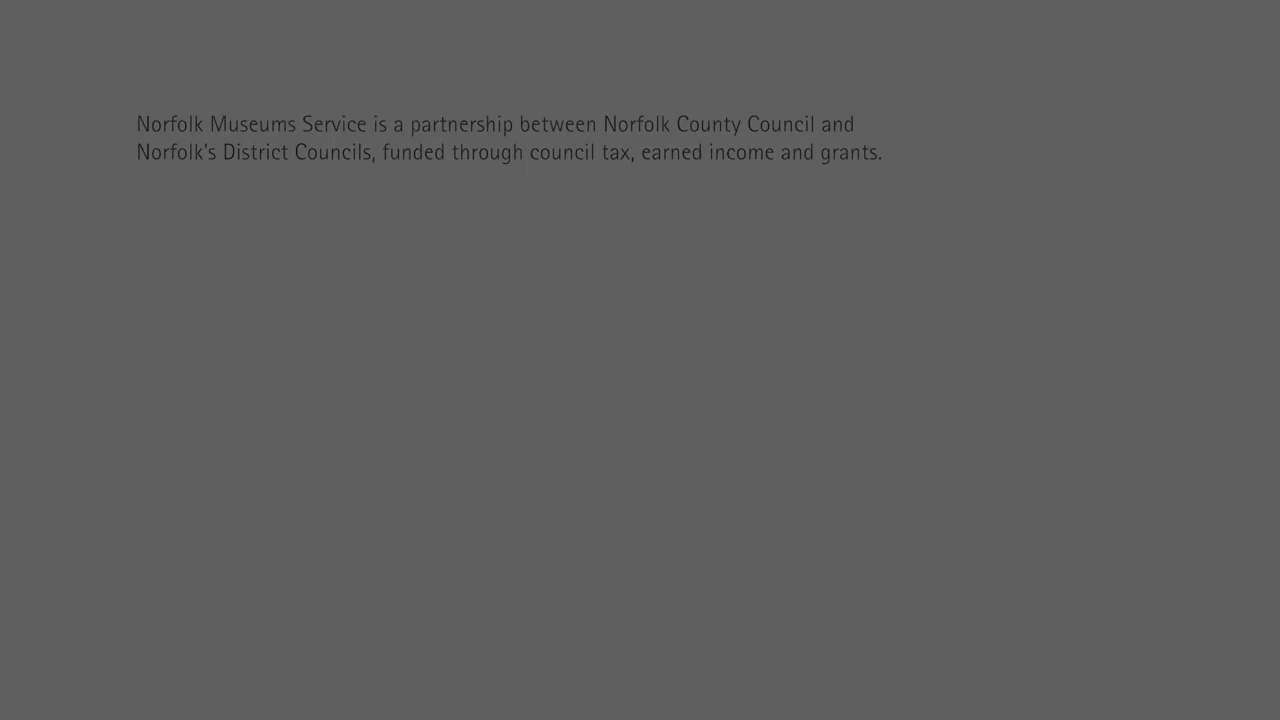 Norfolk Museums Service is a partnership between Norfolk County Council and
Norfolk's District Councils, funded through council tax, earned income and grants.